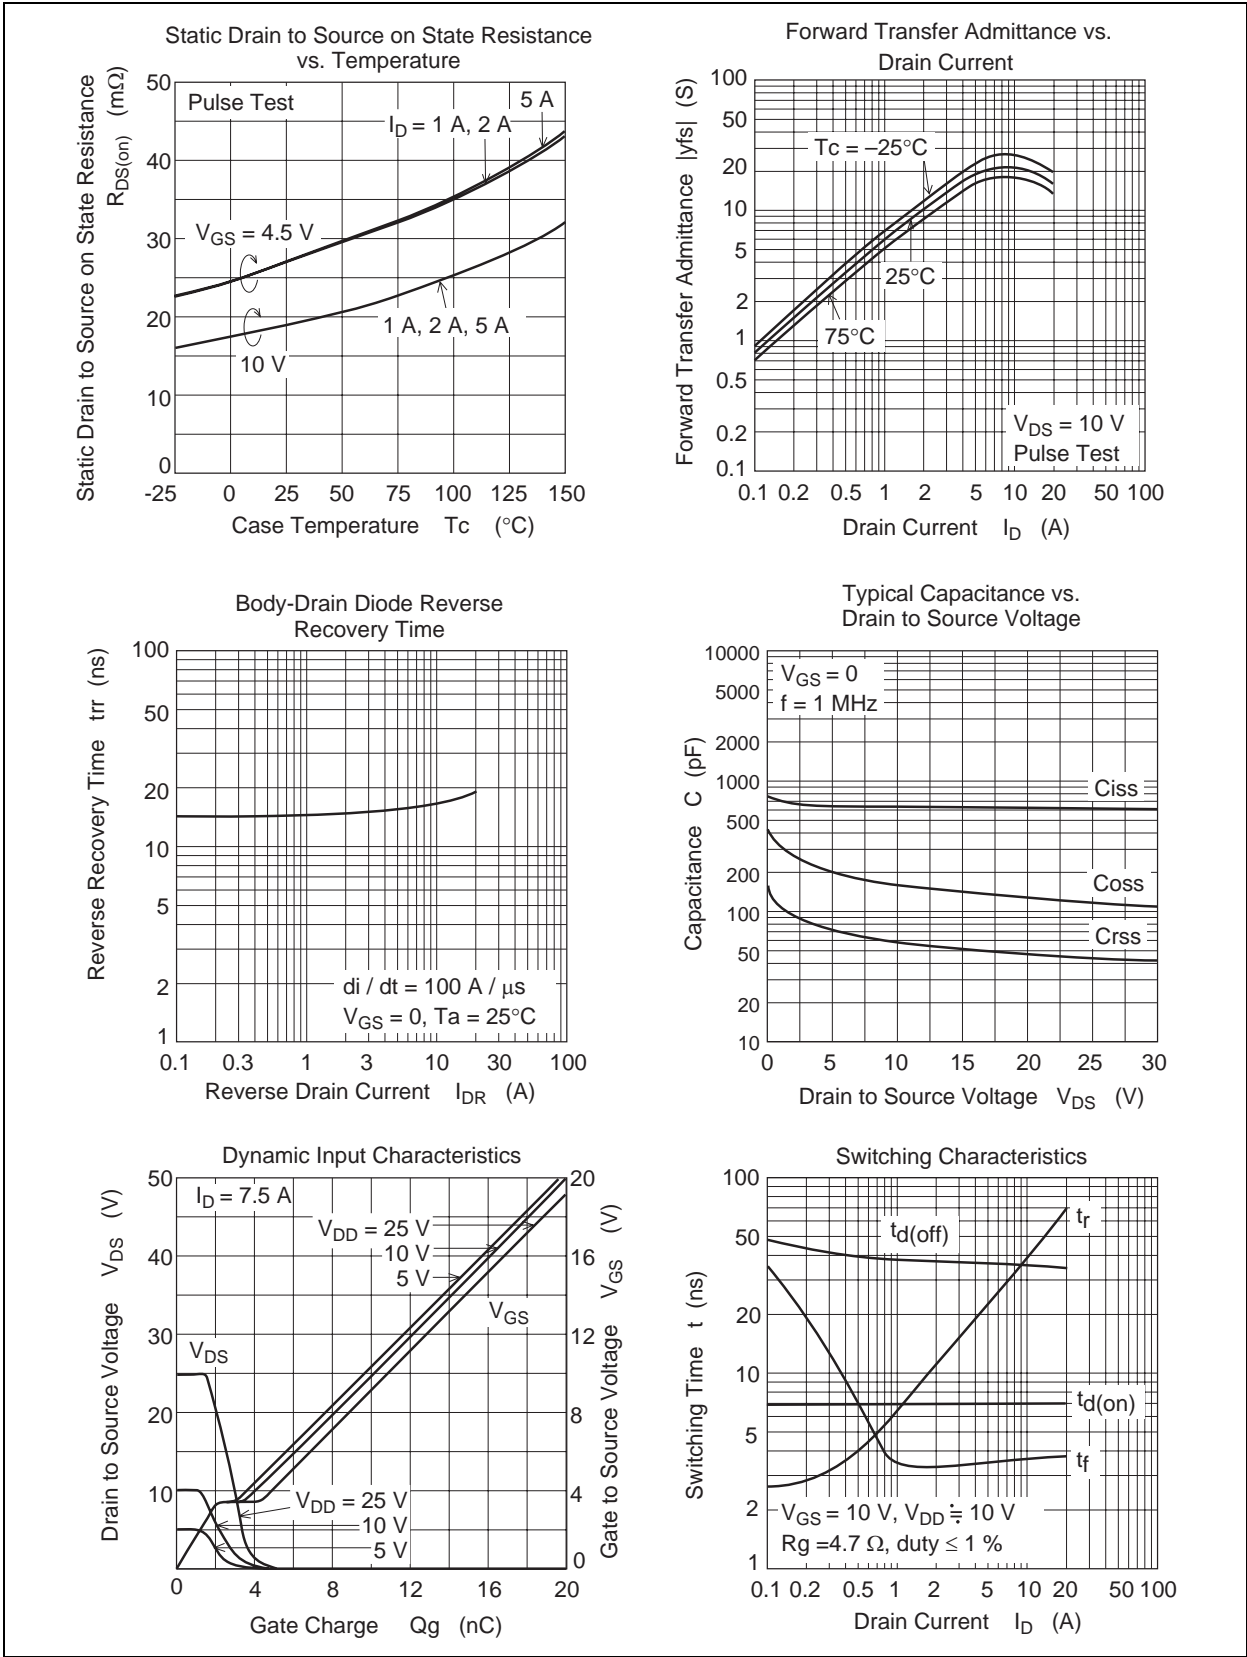 Static Drain to Source on State Resistance
vs. Temperature
Static Drain to Source on State Resistance
RDS(on) (mΩ)
50
40
30
20
10
0
Pulse Test
5 A
ID = 1 A, 2 A
VGS = 4.5 V
10 V
1 A, 2 A, 5 A
-25 0 25 50 75 100 125 150
Case Temperature Tc (°C)
Forward Transfer Admittance vs.
Drain Current
Forward Transfer Admittance |yfs| (S)
100
50
20
10
5
2
1
0.5
0.2
0.1
Tc = –25°C
25°C
75°C
VDS = 10 V
Pulse Test
0.1 0.2 0.5 1 2 5 10 20 50 100
Drain Current ID (A)
Body-Drain Diode Reverse
Recovery Time
Reverse Recovery Time trr (ns)
100
50
20
10
5
2
1
di / dt = 100 A / μs
VGS = 0, Ta = 25°C
0.1 0.3 1 3 10 30 100
Reverse Drain Current IDR (A)
Typical Capacitance vs.
Drain to Source Voltage
Capacitance C (pF)
10000
5000
2000
1000
500
200
100
50
20
10
VGS = 0
f = 1 MHz
Ciss
Coss
Crss
0 5 10 15 20 25 30
Drain to Source Voltage VDS (V)
Dynamic Input Characteristics
Drain to Source Voltage VDS (V)
50
40
30
20
10
0
ID = 7.5 A
VDD = 25 V
10 V
5 V
VGS
VDS
VDD = 25 V
10 V
5 V
20
16
12
8
4
0
Gate to Source Voltage VGS (V)
4 8 12 16 20
Gate Charge Qg (nC)
Switching Characteristics
Switching Time t (ns)
100
50
20
10
5
2
1
td(off)
tr
td(on)
tf
VGS = 10 V, VDD ≒ 10 V
Rg =4.7 Ω, duty ≤ 1 %
0.1 0.2 0.5 1 2 5 10 20 50 100
Drain Current ID (A)